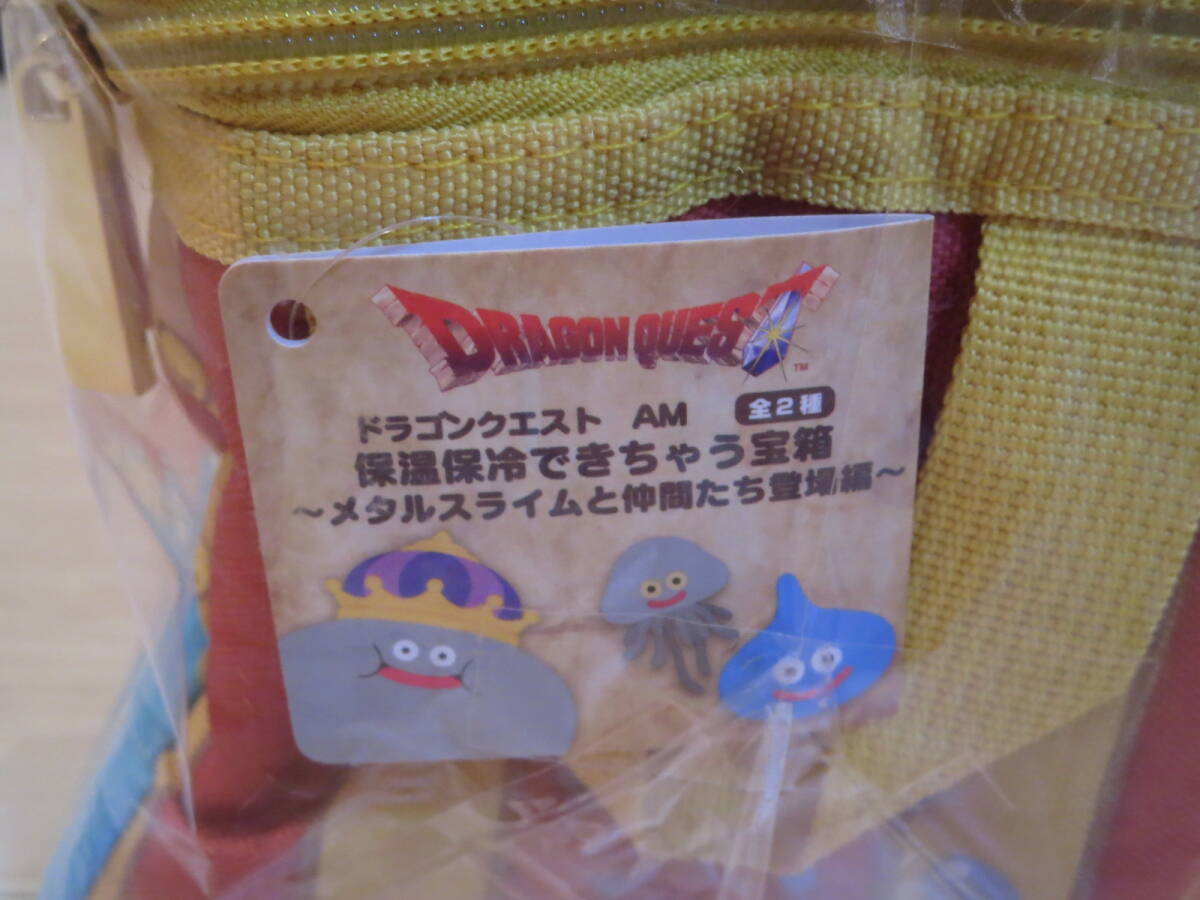 DRAGON QUEST™
ドラゴンクエスト AM 全2種
保温保冷できちゃう宝箱
～メタルスライムと仲間たち登場編～